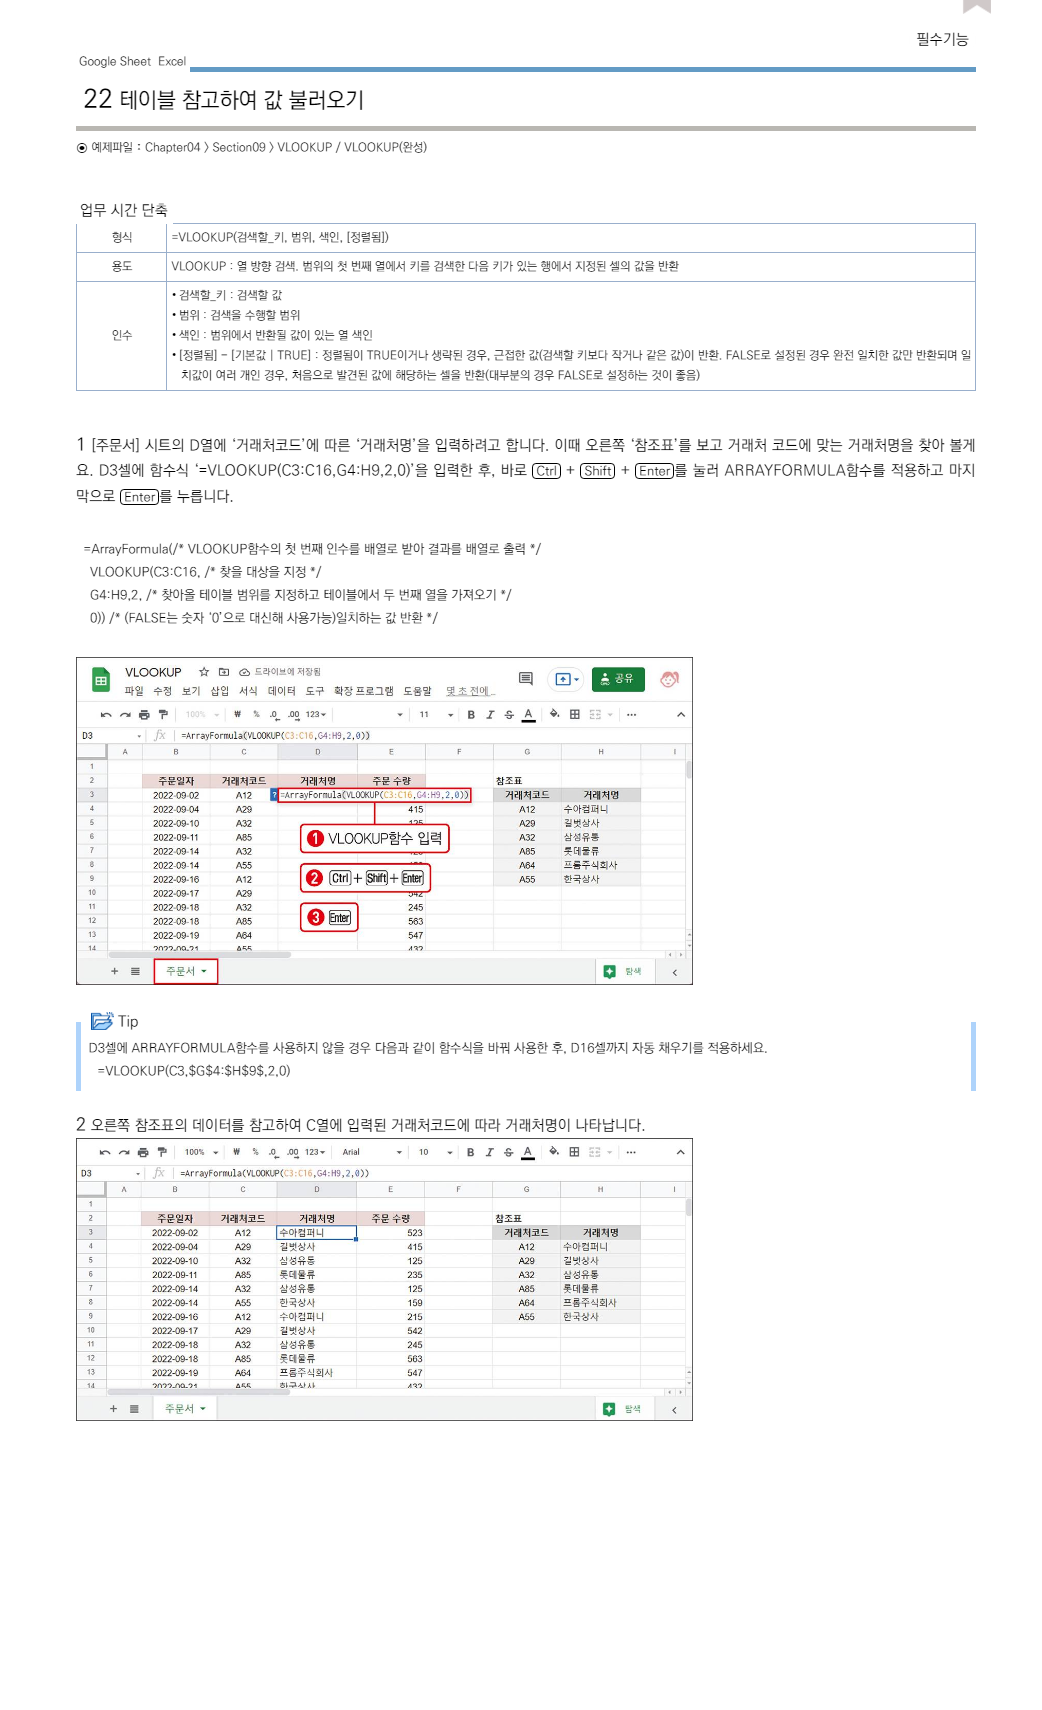 필수기능
Google Sheet Excel
22 테이블 참고하여 값 불러오기
예제파일 : Chapter04 > Section09 > VLOOKUP / VLOOKUP(완성)
업무 시간 단축
형식 =VLOOKUP(검색할_키, 범위, 색인, [정렬됨])
용도 VLOOKUP : 열 방향 검색. 범위의 첫 번째 열에서 키를 검색한 다음 키가 있는 행에서 지정된 셀의 값을 반환
• 검색할_키 : 검색할 값
• 범위 : 검색을 수행할 범위
인수 • 색인 : 범위에서 반환될 값이 있는 열 색인
• [정렬됨] - [기본값 | TRUE] : 정렬됨이 TRUE이거나 생략된 경우, 근접한 값(검색할 키보다 작거나 같은 값)이 반환. FALSE로 설정된 경우 완전 일치한 값만 반환되며 일
치값이 여러 개인 경우, 처음으로 발견된 값에 해당하는 셀을 반환(대부분의 경우 FALSE로 설정하는 것이 좋음)
1 [주문서] 시트의 D열에 ‘거래처코드’에 따른 ‘거래처명’을 입력하려고 합니다. 이때 오른쪽 ‘참조표’를 보고 거래처 코드에 맞는 거래처명을 찾아 볼게
요. D3셀에 함수식 ‘=VLOOKUP(C3:C16,G4:H9,2,0)’을 입력한 후, 바로 Ctrl + Shift + Enter를 눌러 ARRAYFORMULA함수를 적용하고 마지
막으로 Enter를 누릅니다.
=ArrayFormula(/* VLOOKUP함수의 첫 번째 인수를 배열로 받아 결과를 배열로 출력 */
VLOOKUP(C3:C16, /* 찾을 대상을 지정 */
G4:H9,2, /* 찾아올 테이블 범위를 지정하고 테이블에서 두 번째 열을 가져오기 */
0)) /* (FALSE는 숫자 ‘0’으로 대신해 사용가능)일치하는 값 반환 */
VLOOKUP 드라이브에 저장됨
파일 수정 보기 삽입 서식 데이터 도구 확장 프로그램 도움말 몇 초 전에... 공유
100% ₩ % .0 .00 123 11 B I S A
D3 fx =ArrayFormula(VLOOKUP(C3:C16,G4:H9,2,0))
A B C D E F G H I
1
2 주문일자 거래처코드 거래처명 주문 수량 참조표
3 2022-09-02 A12 =ArrayFormula(VLOOKUP(C3:C16,G4:H9,2,0)) 거래처코드 거래처명
4 2022-09-04 A29 415 A12 수아컴퍼니
5 2022-09-10 A32 125 A29 길벗상사
6 2022-09-11 A85 1 VLOOKUP함수 입력 A32 삼성유통
7 2022-09-14 A32 A85 롯데물류
8 2022-09-14 A55 A64 프롬주식회사
9 2022-09-16 A12 2 Ctrl + Shift + Enter A55 한국상사
10 2022-09-17 A29 542
11 2022-09-18 A32 245
12 2022-09-18 A85 3 Enter 563
13 2022-09-19 A64 547
14 2022-09-21 A55 432
주문서 탐색
Tip
D3셀에 ARRAYFORMULA함수를 사용하지 않을 경우 다음과 같이 함수식을 바꿔 사용한 후, D16셀까지 자동 채우기를 적용하세요.
=VLOOKUP(C3,$G$4:$H$9$,2,0)
2 오른쪽 참조표의 데이터를 참고하여 C열에 입력된 거래처코드에 따라 거래처명이 나타납니다.
100% ₩ % .0 .00 123 Arial 10 B I S A
D3 fx =ArrayFormula(VLOOKUP(C3:C16,G4:H9,2,0))
A B C D E F G H I
1
2 주문일자 거래처코드 거래처명 주문 수량 참조표
3 2022-09-02 A12 수아컴퍼니 523 거래처코드 거래처명
4 2022-09-04 A29 길벗상사 415 A12 수아컴퍼니
5 2022-09-10 A32 삼성유통 125 A29 길벗상사
6 2022-09-11 A85 롯데물류 235 A32 삼성유통
7 2022-09-14 A32 삼성유통 125 A85 롯데물류
8 2022-09-14 A55 한국상사 159 A64 프롬주식회사
9 2022-09-16 A12 수아컴퍼니 215 A55 한국상사
10 2022-09-17 A29 길벗상사 542
11 2022-09-18 A32 삼성유통 245
12 2022-09-18 A85 롯데물류 563
13 2022-09-19 A64 프롬주식회사 547
14 2022-09-21 A55 한국상사 432
주문서 탐색